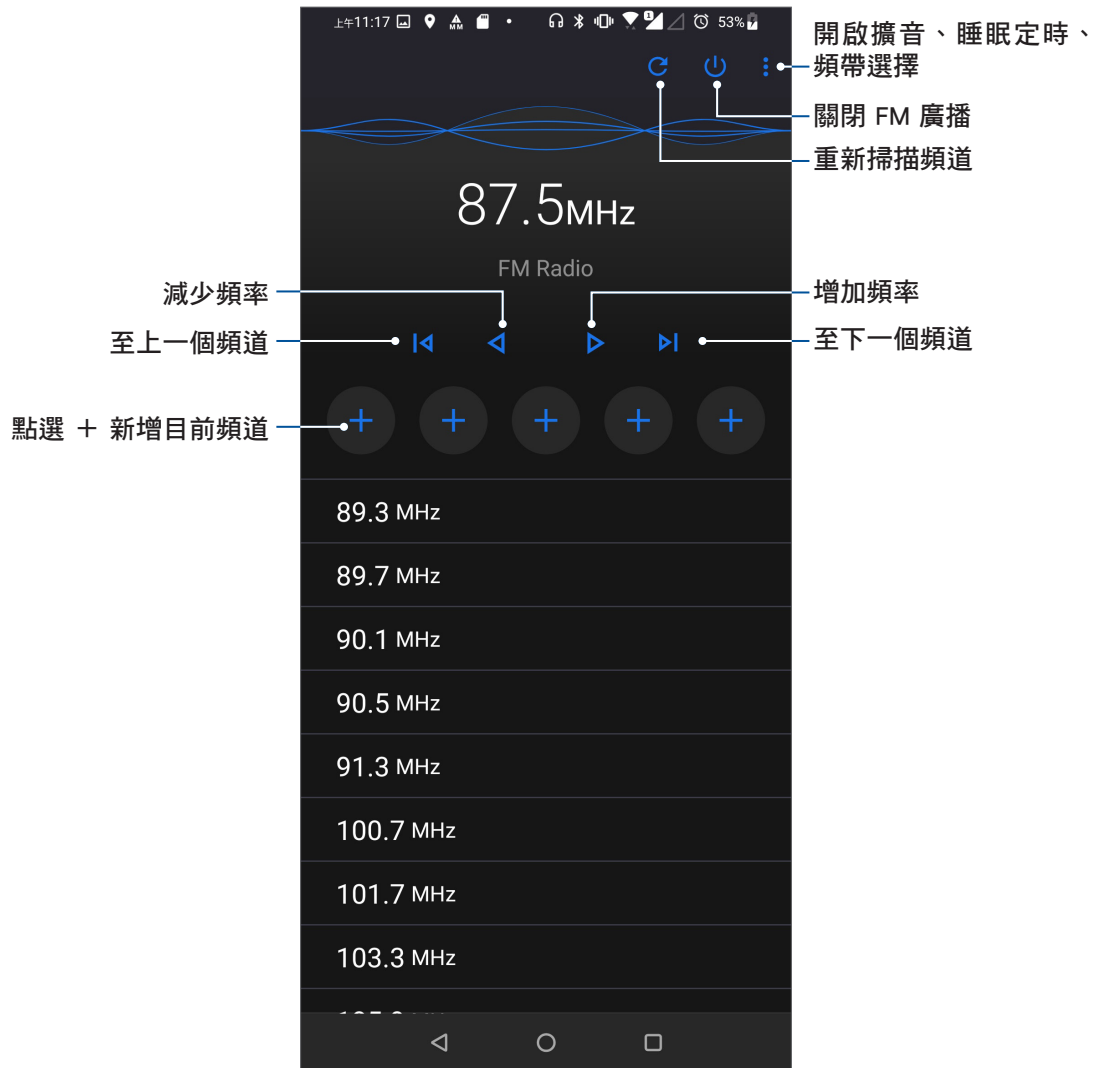 上午11:17
53%
開啟擴音、睡眠定時、
頻帶選擇
關閉 FM 廣播
重新掃描頻道
87.5MHz
FM Radio
減少頻率
增加頻率
至上一個頻道
至下一個頻道
點選 ＋ 新增目前頻道
89.3 MHz
89.7 MHz
90.1 MHz
90.5 MHz
91.3 MHz
100.7 MHz
101.7 MHz
103.3 MHz